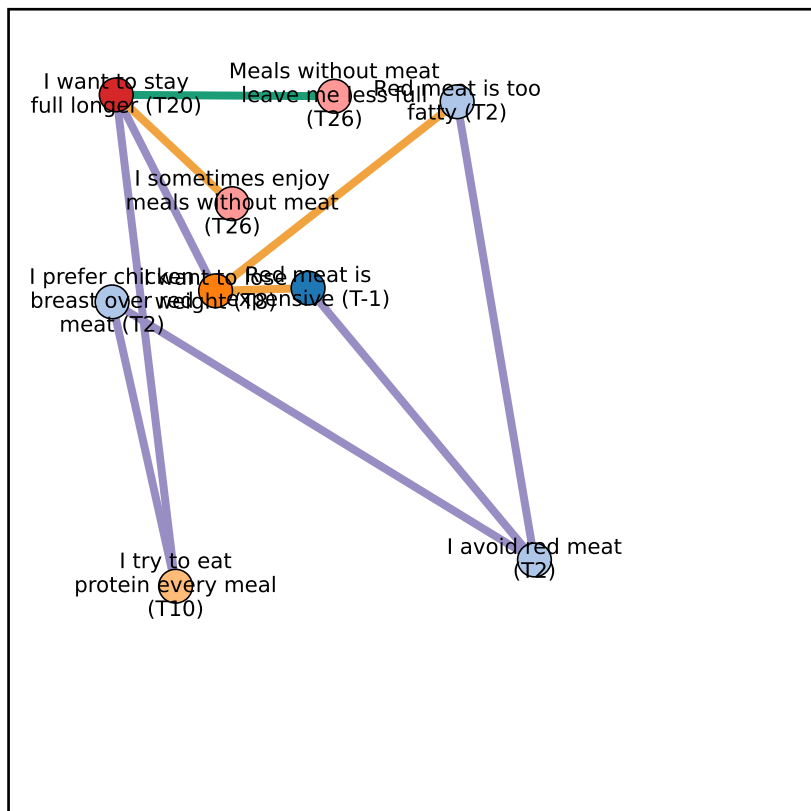 I want to stay
full longer (T20)
Meals without meat
leave me less full
(T26)
Red meat is too
fatty (T2)
I sometimes enjoy
meals without meat
(T26)
I prefer chicken
breast over red
meat (T2)
I want to lose
weight (T8)
Red meat is
expensive (T-1)
I avoid red meat
(T2)
I try to eat
protein every meal
(T10)